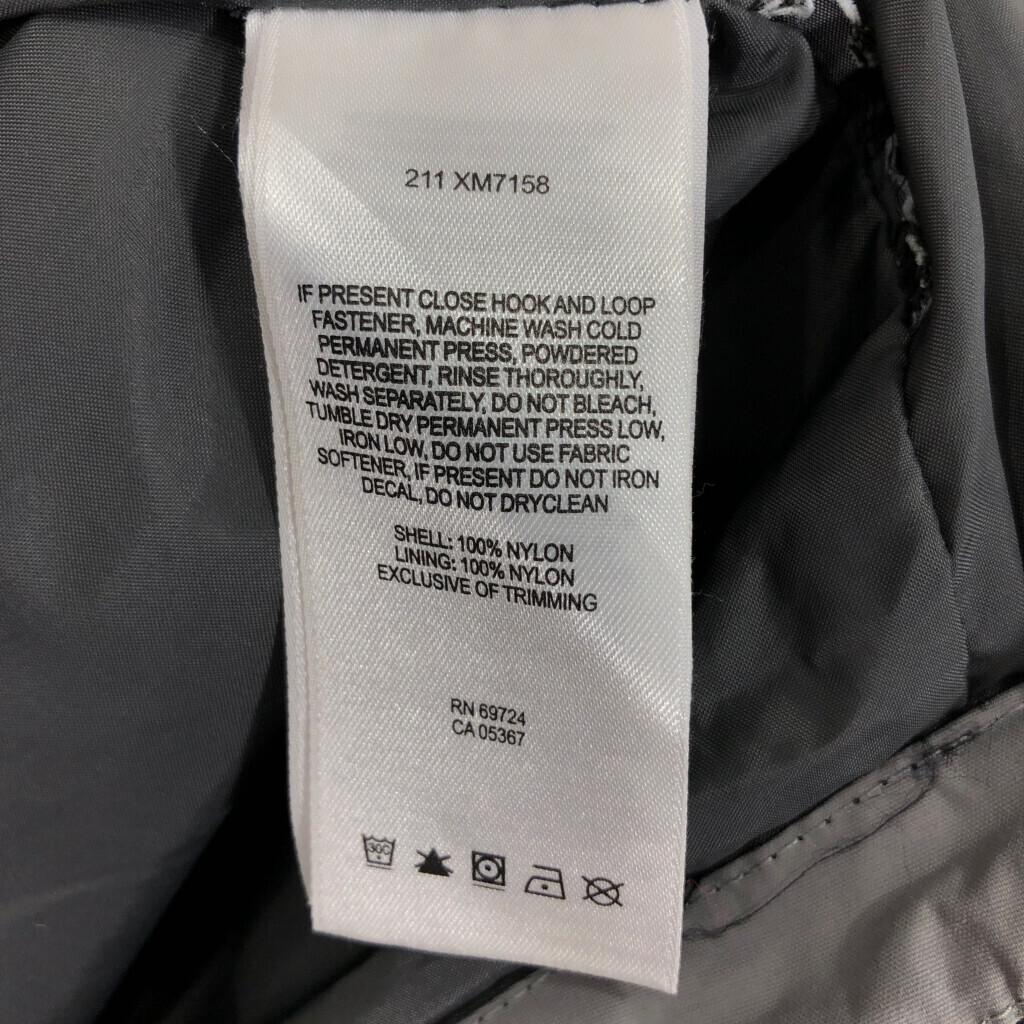 211 XM7158
IF PRESENT CLOSE HOOK AND LOOP
FASTENER, MACHINE WASH COLD
PERMANENT PRESS, POWDERED
DETERGENT, RINSE THOROUGHLY,
WASH SEPARATELY, DO NOT BLEACH,
TUMBLE DRY PERMANENT PRESS LOW,
IRON LOW, DO NOT USE FABRIC
SOFTENER, IF PRESENT DO NOT IRON
DECAL, DO NOT DRYCLEAN
SHELL: 100% NYLON
LINING: 100% NYLON
EXCLUSIVE OF TRIMMING
RN 69724
CA 05367
30C